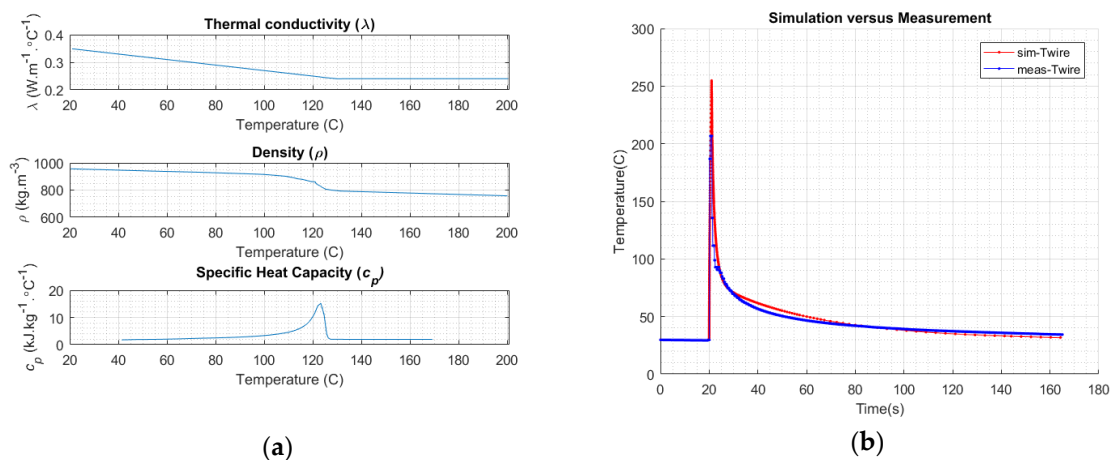 Thermal conductivity (λ)
λ (W.m⁻¹.°C⁻¹)
0.4
0.3
0.2
20 40 60 80 100 120 140 160 180 200
Temperature (C)
Density (ρ)
ρ (kg.m⁻³)
1000
800
600
20 40 60 80 100 120 140 160 180 200
Temperature (C)
Specific Heat Capacity (cₚ)
cₚ (kJ.kg⁻¹.°C⁻¹)
20
10
0
20 40 60 80 100 120 140 160 180 200
Temperature (C)
(a)
Simulation versus Measurement
sim-Twire
meas-Twire
Temperature(C)
300
250
200
150
100
50
0
0 20 40 60 80 100 120 140 160 180
Time(s)
(b)